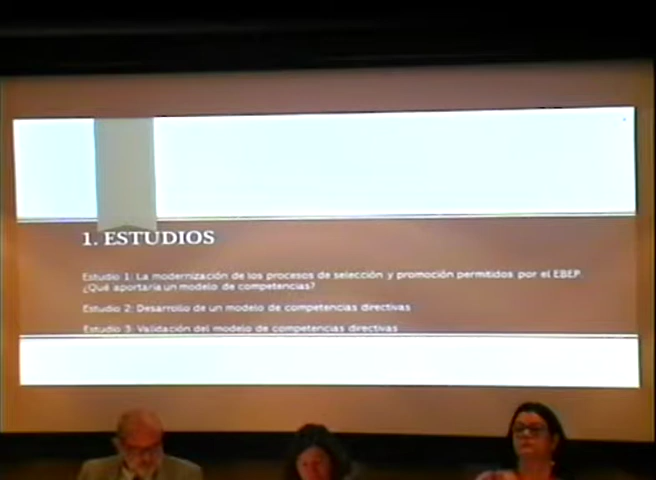 1. ESTUDIOS
Estudio 1: La modernización de los procesos de selección y promoción permitidos por el EBEP.
¿Qué aportaría un modelo de competencias?
Estudio 2: Desarrollo de un modelo de competencias directivas
Estudio 3: Validación del modelo de competencias directivas